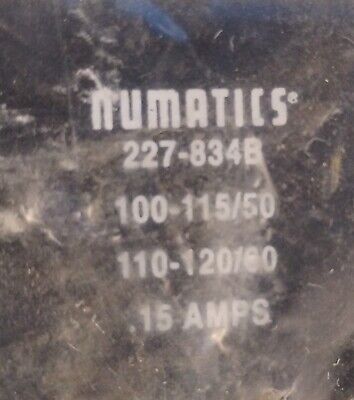 NUMATICS®
227-834B
100-115/50
110-120/60
.15 AMPS